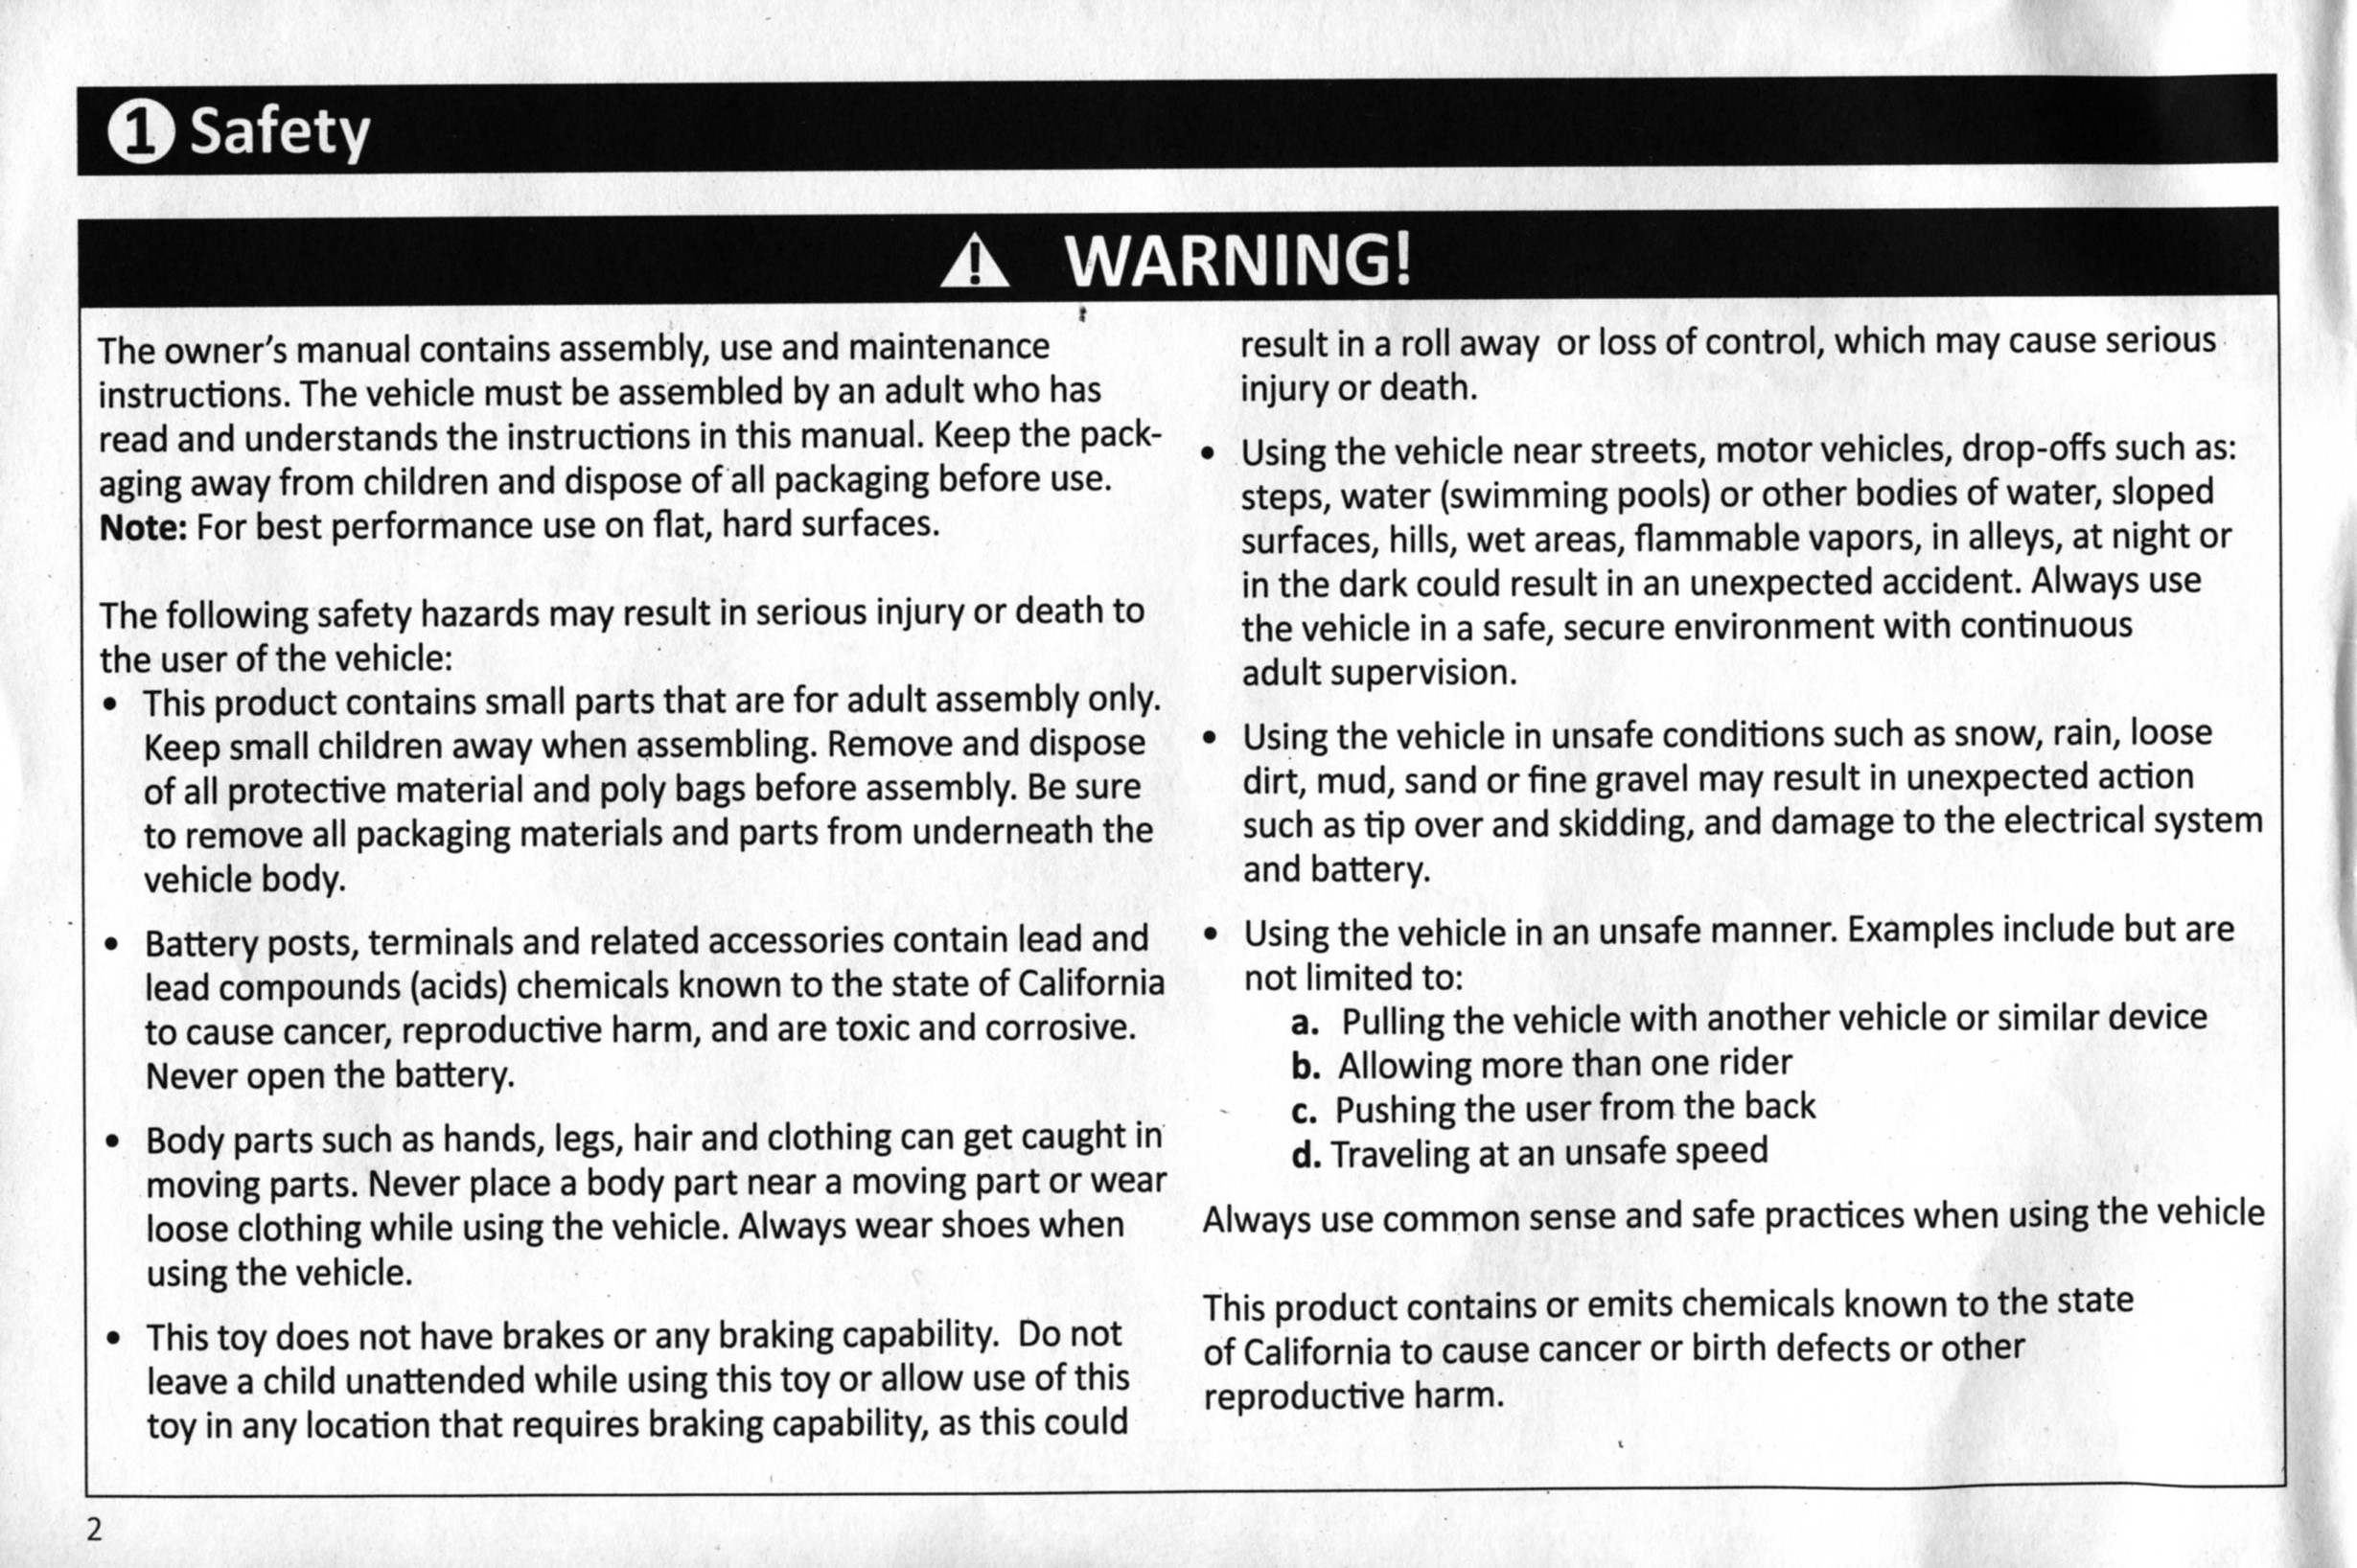 1 Safety
⚠ WARNING!
The owner's manual contains assembly, use and maintenance
instructions. The vehicle must be assembled by an adult who has
read and understands the instructions in this manual. Keep the pack-
aging away from children and dispose of all packaging before use.
Note: For best performance use on flat, hard surfaces.
The following safety hazards may result in serious injury or death to
the user of the vehicle:
• This product contains small parts that are for adult assembly only.
Keep small children away when assembling. Remove and dispose
of all protective material and poly bags before assembly. Be sure
to remove all packaging materials and parts from underneath the
vehicle body.
• Battery posts, terminals and related accessories contain lead and
lead compounds (acids) chemicals known to the state of California
to cause cancer, reproductive harm, and are toxic and corrosive.
Never open the battery.
• Body parts such as hands, legs, hair and clothing can get caught in
moving parts. Never place a body part near a moving part or wear
loose clothing while using the vehicle. Always wear shoes when
using the vehicle.
• This toy does not have brakes or any braking capability.  Do not
leave a child unattended while using this toy or allow use of this
toy in any location that requires braking capability, as this could
result in a roll away  or loss of control, which may cause serious
injury or death.
• Using the vehicle near streets, motor vehicles, drop-offs such as:
steps, water (swimming pools) or other bodies of water, sloped
surfaces, hills, wet areas, flammable vapors, in alleys, at night or
in the dark could result in an unexpected accident. Always use
the vehicle in a safe, secure environment with continuous
adult supervision.
• Using the vehicle in unsafe conditions such as snow, rain, loose
dirt, mud, sand or fine gravel may result in unexpected action
such as tip over and skidding, and damage to the electrical system
and battery.
• Using the vehicle in an unsafe manner. Examples include but are
not limited to:
a. Pulling the vehicle with another vehicle or similar device
b. Allowing more than one rider
c. Pushing the user from the back
d. Traveling at an unsafe speed
Always use common sense and safe practices when using the vehicle
This product contains or emits chemicals known to the state
of California to cause cancer or birth defects or other
reproductive harm.
2